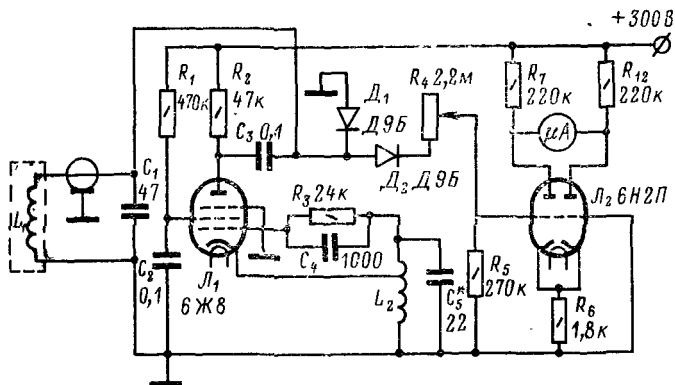 +300В
R₁
470к
R₂
47к
C₃ 0,1
Д₁
Д9Б
R₄ 2,2м
Д₂ Д9Б
R₇
220к
R₁₂
220к
μA
L₁
C₁
47
C₂
0,1
Л₁
6Ж8
R₃ 24к
C₄ 1000
L₂
C₅*
22
R₅
270к
Л₂ 6Н2П
R₆
1,8к